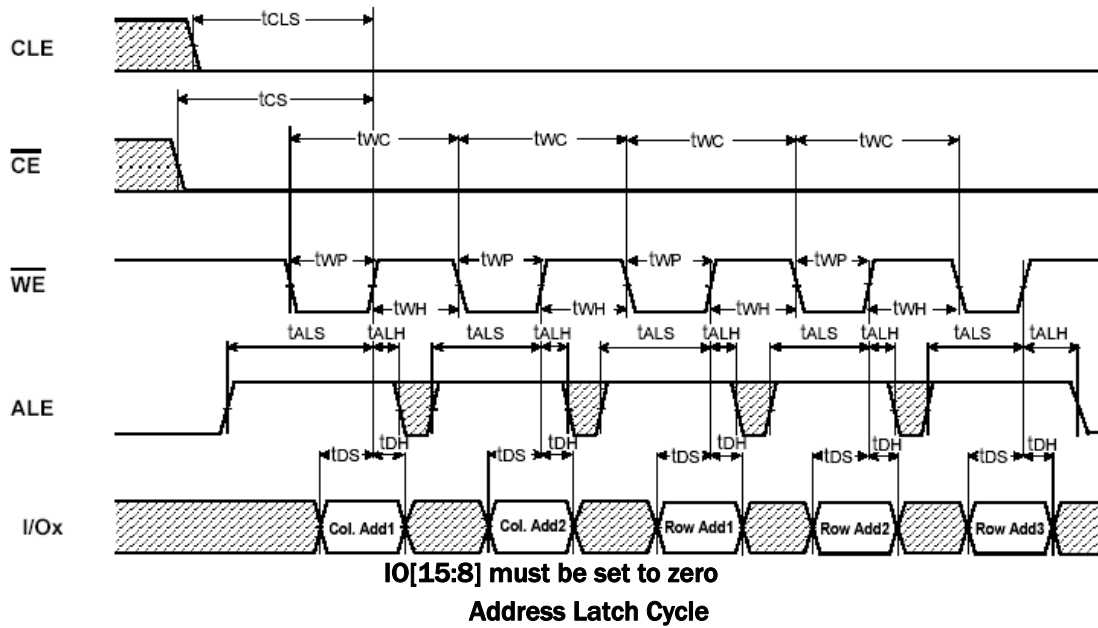 CLE
tCLS
tCS
CE
tWC tWC tWC tWC
WE
tWP tWP tWP tWP
tWH tWH tWH tWH
tALS tALH tALS tALH tALS tALH tALS tALH tALS tALH
ALE
tDS tDH tDS tDH tDS tDH tDS tDH tDS tDH
I/Ox
Col. Add1 Col. Add2 Row Add1 Row Add2 Row Add3
IO[15:8] must be set to zero
Address Latch Cycle